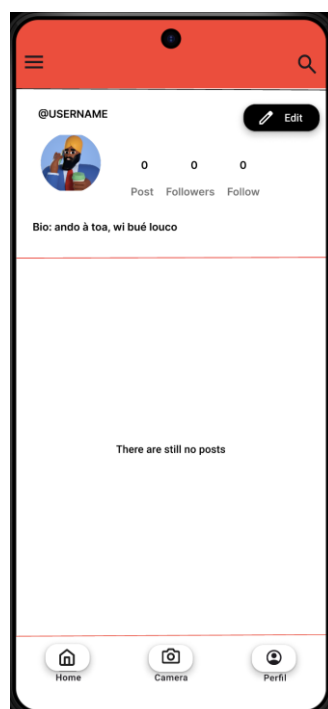 @USERNAME
Edit
0 0 0
Post Followers Follow
Bio: ando à toa, wi bué louco
There are still no posts
Home Camera Perfil